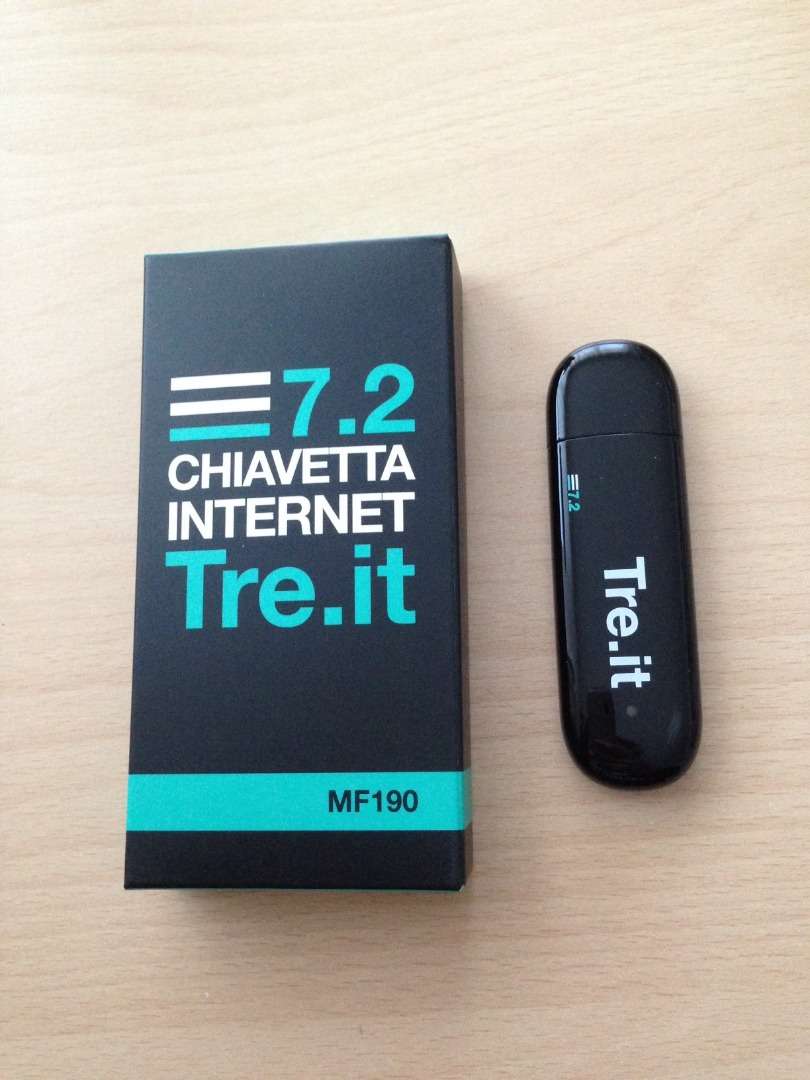 7.2
CHIAVETTA
INTERNET
Tre.it
MF190
7.2
Tre.it